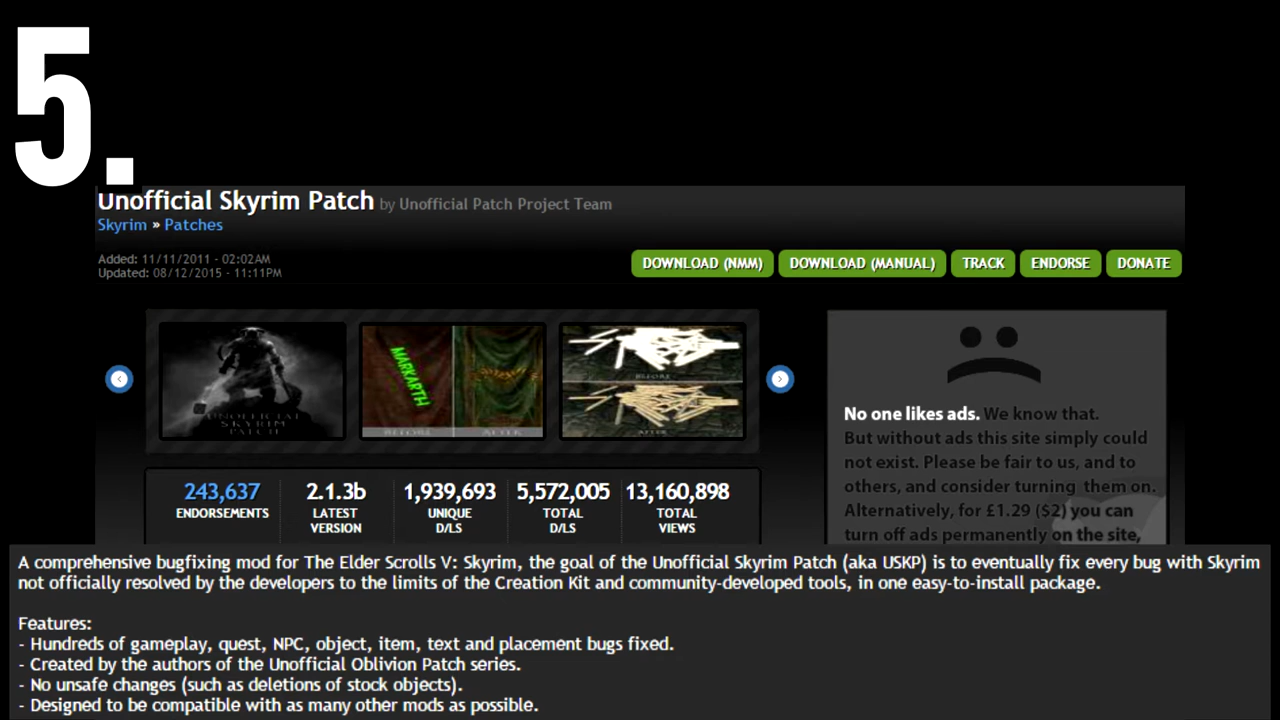 5.
Unofficial Skyrim Patch by Unofficial Patch Project Team
Skyrim » Patches
Added: 11/11/2011 - 02:02AM
Updated: 08/12/2015 - 11:11PM
DOWNLOAD (NMM) DOWNLOAD (MANUAL) TRACK ENDORSE DONATE
UNOFFICIAL
SKYRIM
PATCH
MARKARTH
BEFORE AFTER
BEFORE
AFTER
No one likes ads. We know that.
But without ads this site simply could
not exist. Please be fair to us, and to
others, and consider turning them on.
Alternatively, for £1.29 ($2) you can
turn off ads permanently on the site,
243,637 2.1.3b 1,939,693 5,572,005 13,160,898
ENDORSEMENTS LATEST UNIQUE TOTAL TOTAL
VERSION D/LS D/LS VIEWS
A comprehensive bugfixing mod for The Elder Scrolls V: Skyrim, the goal of the Unofficial Skyrim Patch (aka USKP) is to eventually fix every bug with Skyrim
not officially resolved by the developers to the limits of the Creation Kit and community-developed tools, in one easy-to-install package.
Features:
- Hundreds of gameplay, quest, NPC, object, item, text and placement bugs fixed.
- Created by the authors of the Unofficial Oblivion Patch series.
- No unsafe changes (such as deletions of stock objects).
- Designed to be compatible with as many other mods as possible.